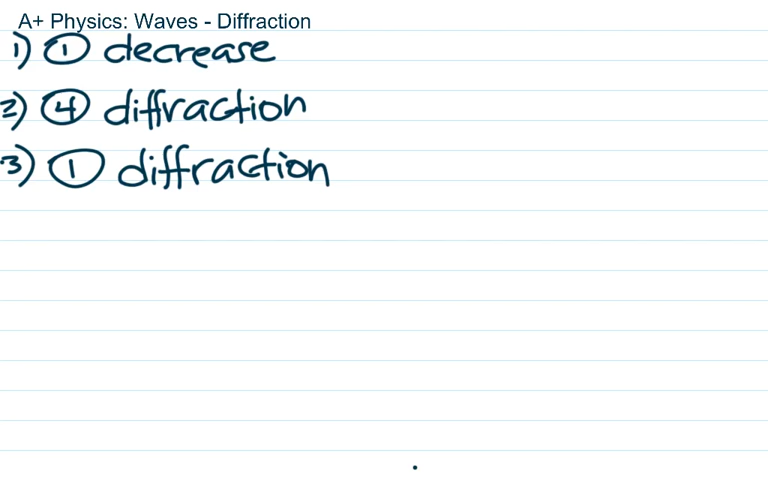 A+ Physics: Waves - Diffraction
1) ① decrease
2) ④ diffraction
3) ① diffraction